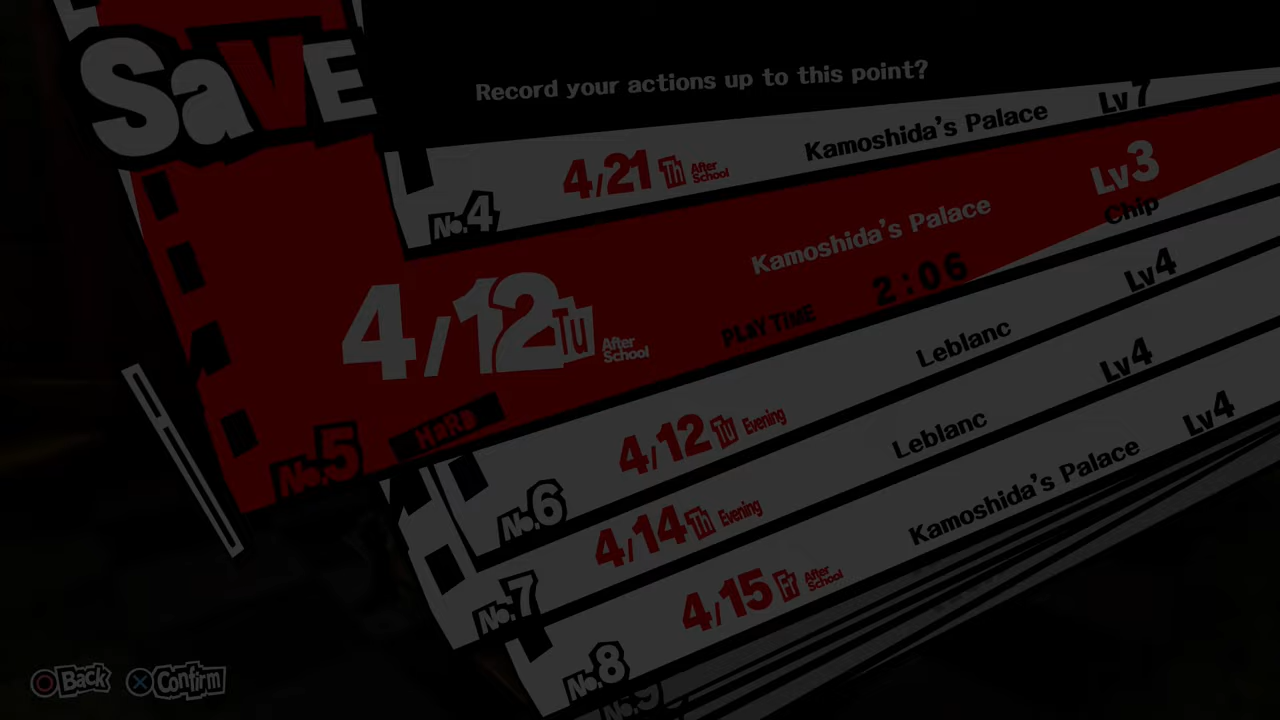 SaVE
Record your actions up to this point?
No.4 4/21 Th After School Kamoshida's Palace Lv7
No.5 4/12 Tu After School Kamoshida's Palace Lv3
Chip
HARD PLAY TIME 2:06
No.6 4/12 Tu Evening Leblanc Lv4
No.7 4/14 Th Evening Leblanc Lv4
No.8 4/15 Fr After School Kamoshida's Palace Lv4
No.9
Back Confirm